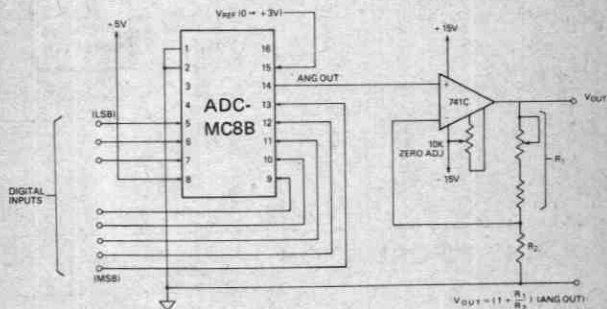 VREF (0 → +3V)
+5V
1
2
3
4
5
6
7
8
16
15
14
13
12
11
10
9
ADC-
MC8B
ANG OUT
+15V
+
-
741C
10K
ZERO ADJ
-15V
VOUT
R1
R2
(LSB)
DIGITAL
INPUTS
(MSB)
VOUT = (1 + R1/R2) (ANG OUT)